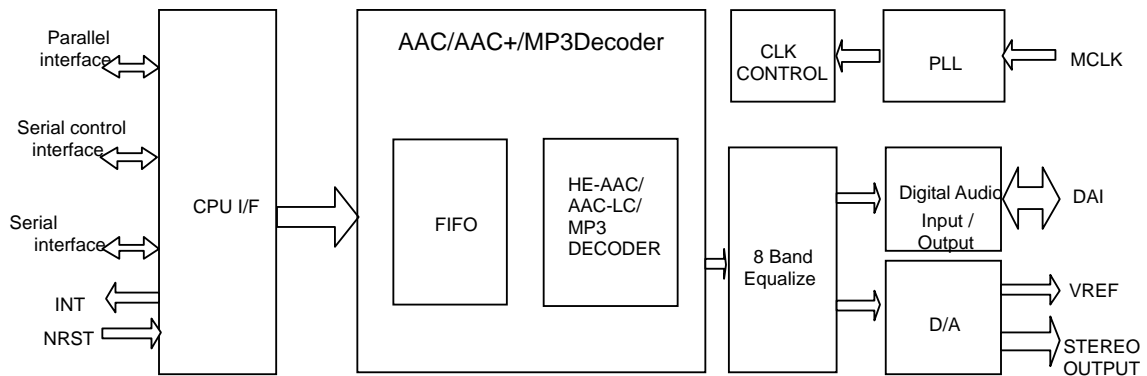 AAC/AAC+/MP3Decoder
Parallel
interface
CLK
CONTROL
PLL
MCLK
Serial control
interface
CPU I/F
FIFO
HE-AAC/
AAC-LC/
MP3
DECODER
Digital Audio
Input /
Output
DAI
Serial
interface
8 Band
Equalize
INT
NRST
D/A
VREF
STEREO
OUTPUT